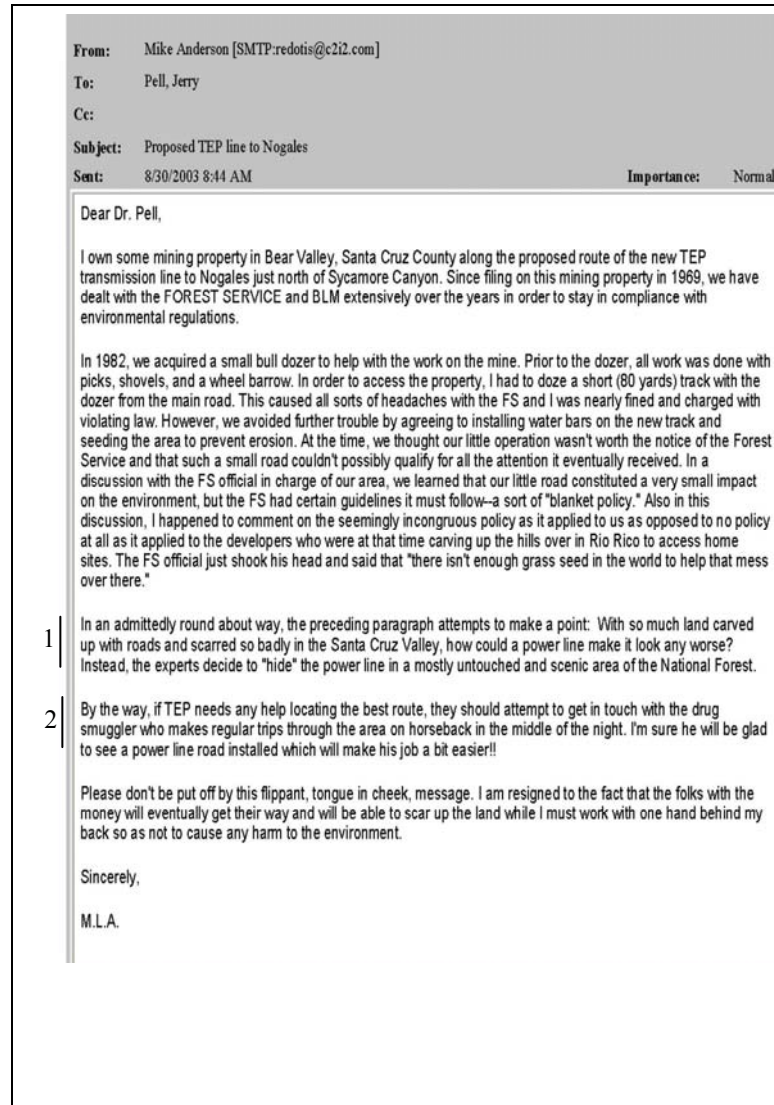 From: Mike Anderson [SMTP:redotis@c2i2.com]
To: Pell, Jerry
Cc:
Subject: Proposed TEP line to Nogales
Sent: 8/30/2003 8:44 AM Importance: Normal
Dear Dr. Pell,
I own some mining property in Bear Valley, Santa Cruz County along the proposed route of the new TEP
transmission line to Nogales just north of Sycamore Canyon. Since filing on this mining property in 1969, we have
dealt with the FOREST SERVICE and BLM extensively over the years in order to stay in compliance with
environmental regulations.
In 1982, we acquired a small bull dozer to help with the work on the mine. Prior to the dozer, all work was done with
picks, shovels, and a wheel barrow. In order to access the property, I had to doze a short (80 yards) track with the
dozer from the main road. This caused all sorts of headaches with the FS and I was nearly fined and charged with
violating law. However, we avoided further trouble by agreeing to installing water bars on the new track and
seeding the area to prevent erosion. At the time, we thought our little operation wasn't worth the notice of the Forest
Service and that such a small road couldn't possibly qualify for all the attention it eventually received. In a
discussion with the FS official in charge of our area, we learned that our little road constituted a very small impact
on the environment, but the FS had certain guidelines it must follow--a sort of "blanket policy." Also in this
discussion, I happened to comment on the seemingly incongruous policy as it applied to us as opposed to no policy
at all as it applied to the developers who were at that time carving up the hills over in Rio Rico to access home
sites. The FS official just shook his head and said that "there isn't enough grass seed in the world to help that mess
over there."
1 In an admittedly round about way, the preceding paragraph attempts to make a point: With so much land carved
up with roads and scarred so badly in the Santa Cruz Valley, how could a power line make it look any worse?
Instead, the experts decide to "hide" the power line in a mostly untouched and scenic area of the National Forest.
2 By the way, if TEP needs any help locating the best route, they should attempt to get in touch with the drug
smuggler who makes regular trips through the area on horseback in the middle of the night. I'm sure he will be glad
to see a power line road installed which will make his job a bit easier!!
Please don't be put off by this flippant, tongue in cheek, message. I am resigned to the fact that the folks with the
money will eventually get their way and will be able to scar up the land while I must work with one hand behind my
back so as not to cause any harm to the environment.
Sincerely,
M.L.A.